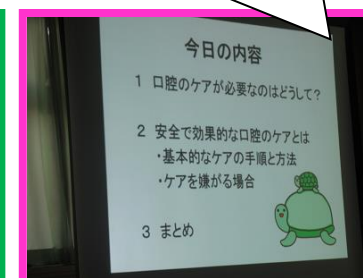 今日の内容
1 口腔のケアが必要なのはどうして?
2 安全で効果的な口腔のケアとは
・基本的なケアの手順と方法
・ケアを嫌がる場合
3 まとめ